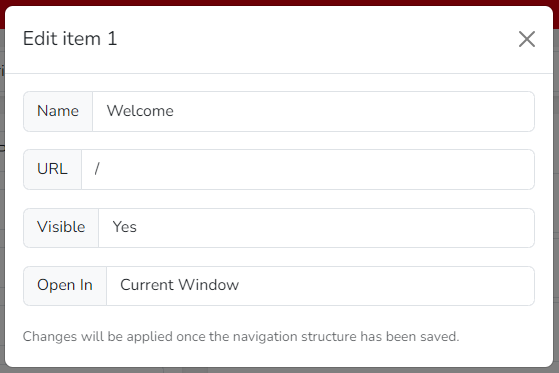 Edit item 1
Name Welcome
URL /
Visible Yes
Open In Current Window
Changes will be applied once the navigation structure has been saved.